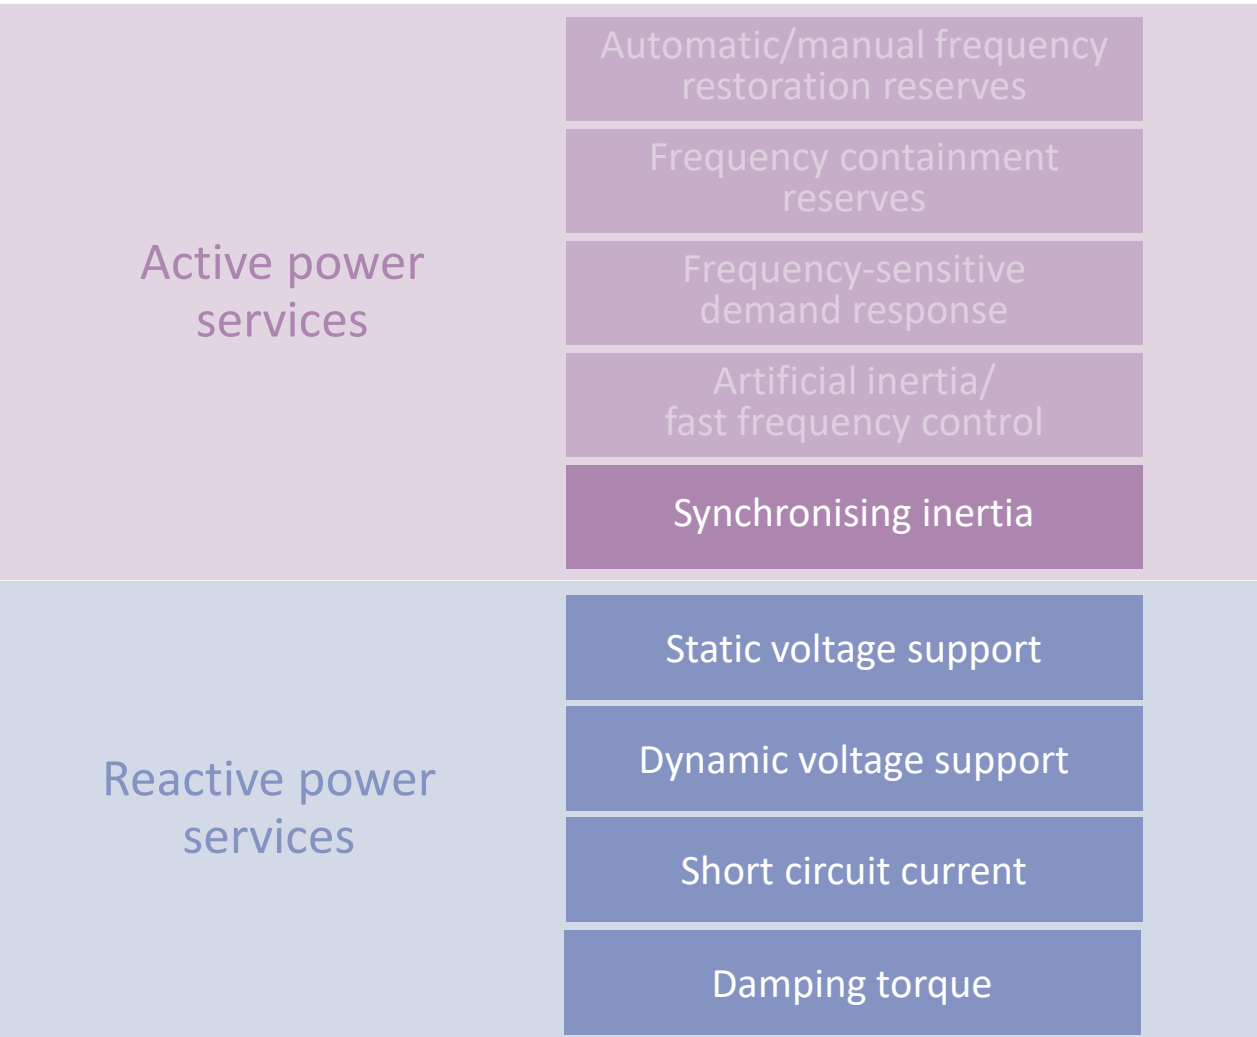 Active power
services
Automatic/manual frequency
restoration reserves
Frequency containment
reserves
Frequency-sensitive
demand response
Artificial inertia/
fast frequency control
Synchronising inertia
Reactive power
services
Static voltage support
Dynamic voltage support
Short circuit current
Damping torque